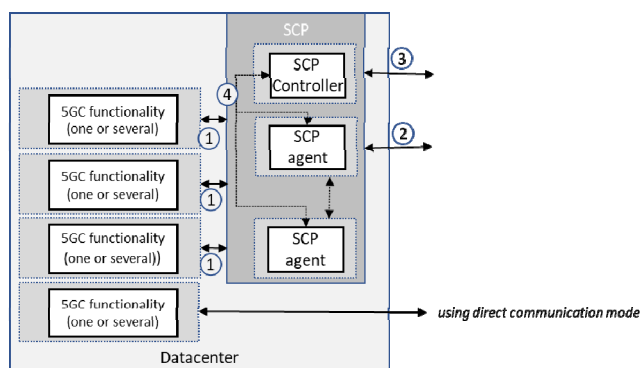 SCP
SCP
Controller
3
4
5GC functionality
(one or several)
1
SCP
agent
2
5GC functionality
(one or several)
1
5GC functionality
(one or several))
1
SCP
agent
5GC functionality
(one or several)
using direct communication mode
Datacenter